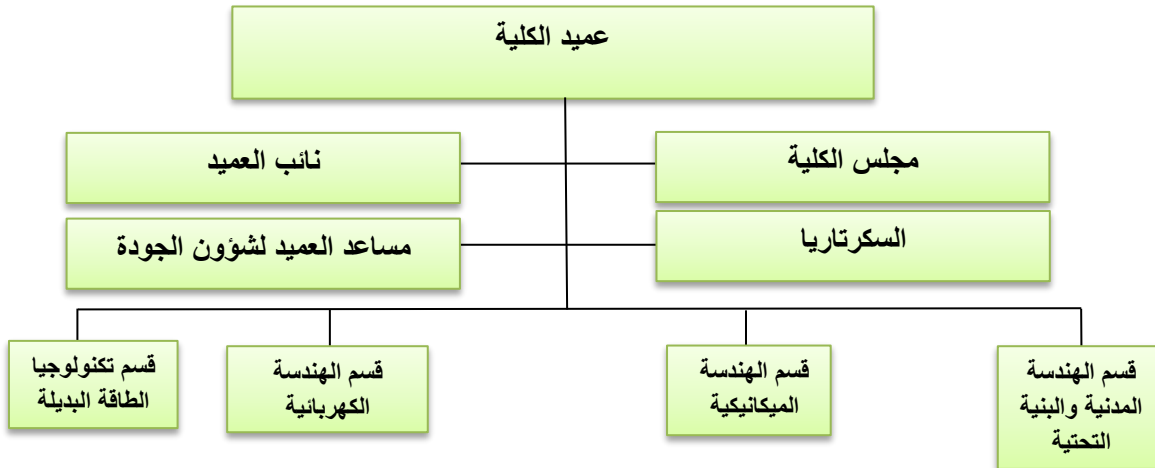 عميد الكلية
مجلس الكلية
نائب العميد
السكرتاريا
مساعد العميد لشؤون الجودة
قسم الهندسة
المدنية والبنية
التحتية
قسم الهندسة
الميكانيكية
قسم الهندسة
الكهربائية
قسم تكنولوجيا
الطاقة البديلة